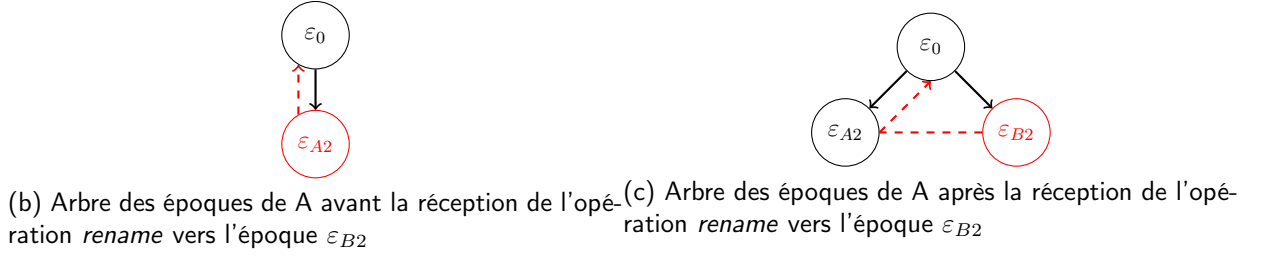 ε0
εA2
(b) Arbre des époques de A avant la réception de l'opé-
ration rename vers l'époque εB2
ε0
εA2
εB2
(c) Arbre des époques de A après la réception de l'opé-
ration rename vers l'époque εB2